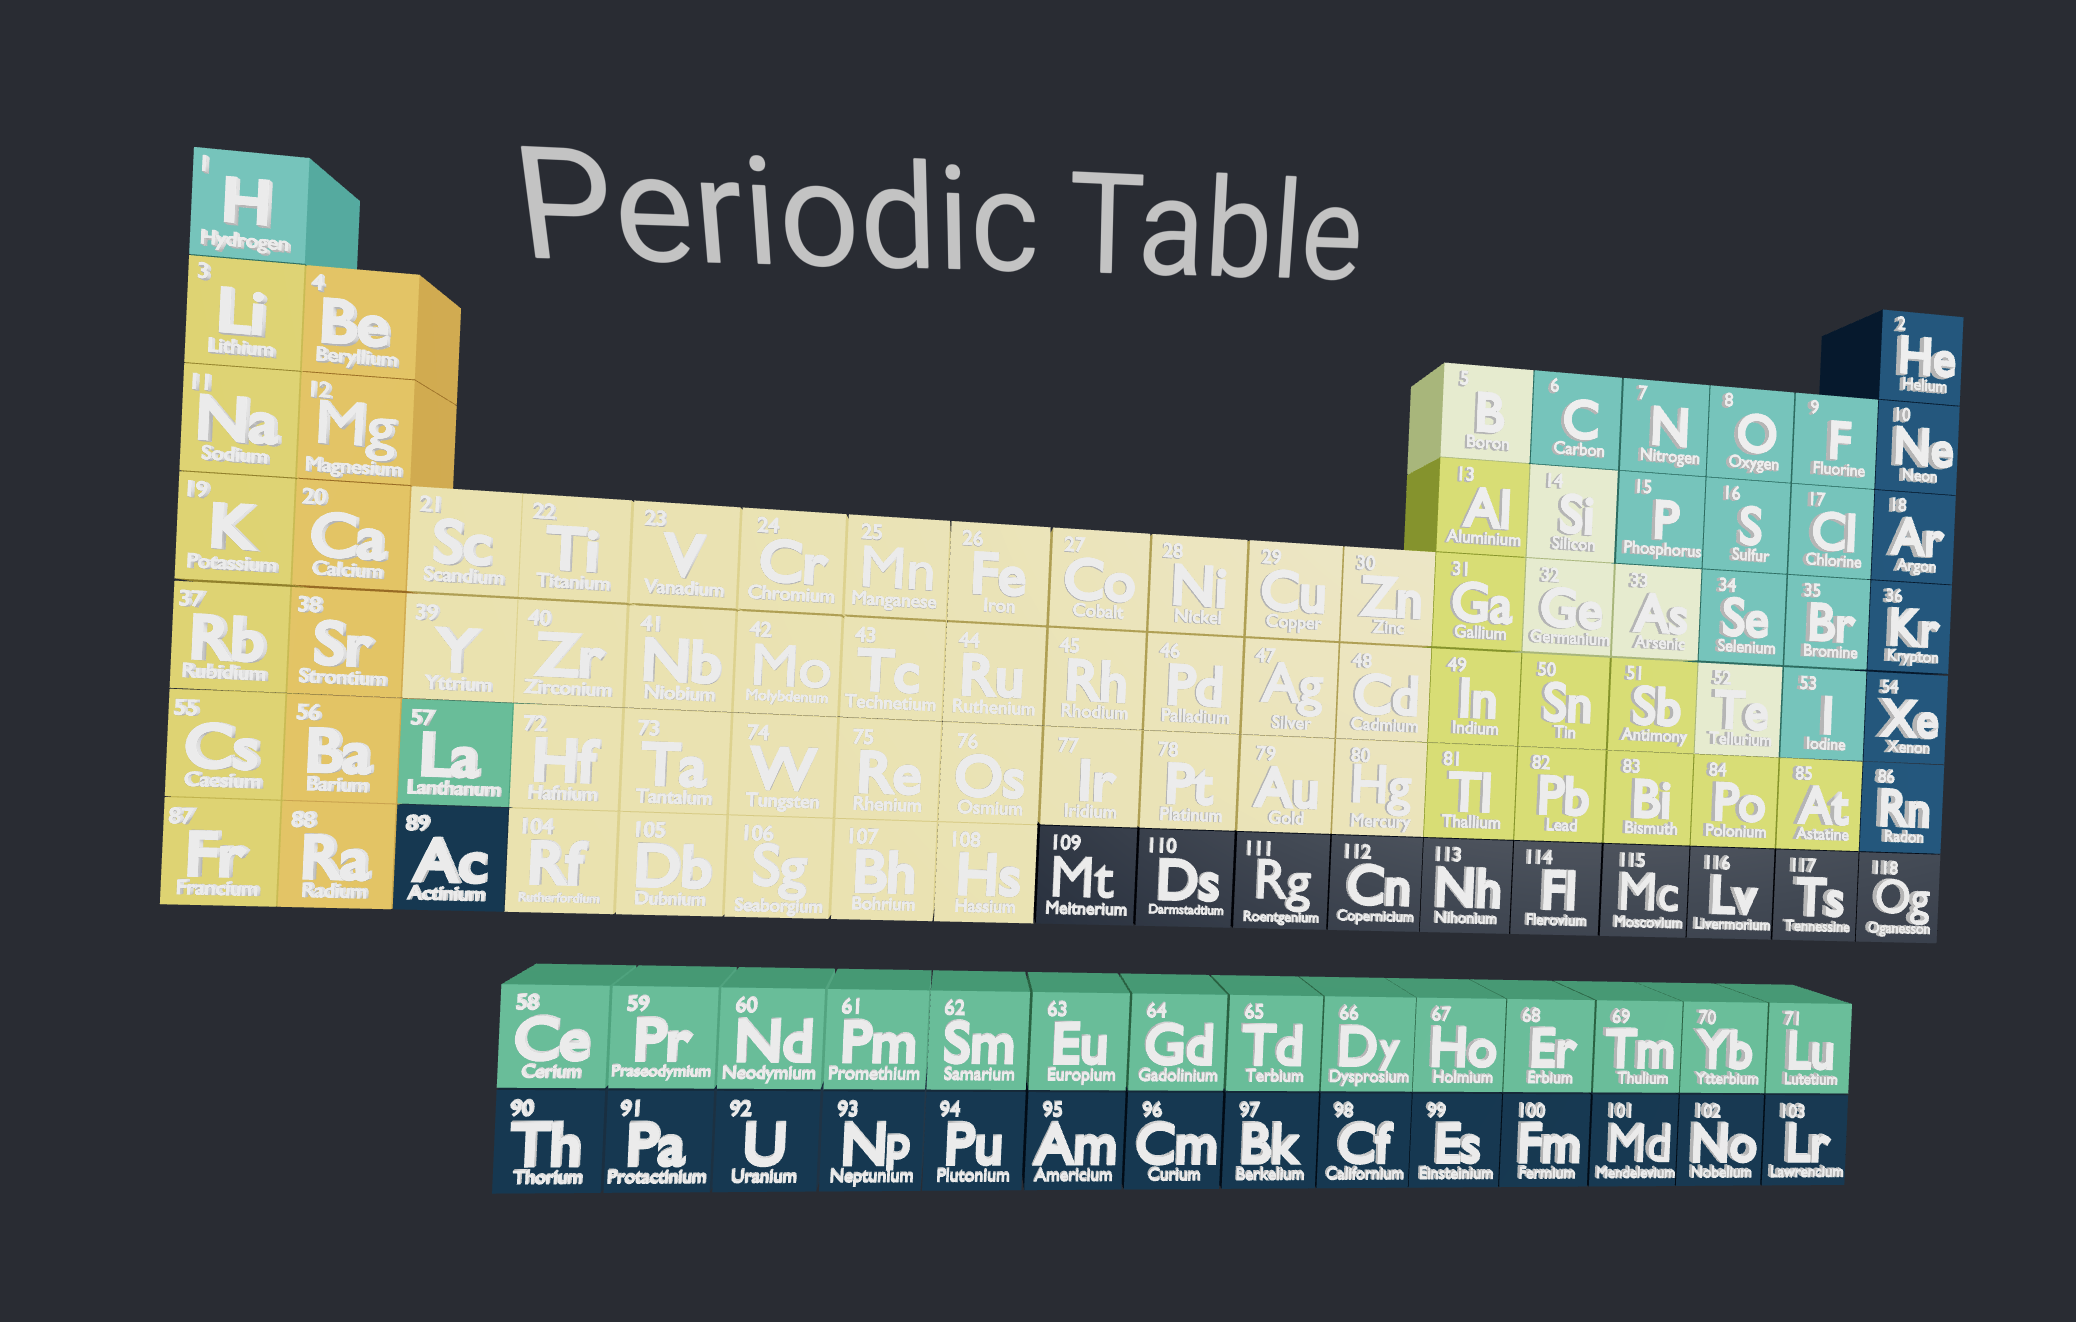 Periodic Table
1 H Hydrogen
2 He Helium
3 Li Lithium
4 Be Beryllium
5 B Boron
6 C Carbon
7 N Nitrogen
8 O Oxygen
9 F Fluorine
10 Ne Neon
11 Na Sodium
12 Mg Magnesium
13 Al Aluminium
14 Si Silicon
15 P Phosphorus
16 S Sulfur
17 Cl Chlorine
18 Ar Argon
19 K Potassium
20 Ca Calcium
21 Sc Scandium
22 Ti Titanium
23 V Vanadium
24 Cr Chromium
25 Mn Manganese
26 Fe Iron
27 Co Cobalt
28 Ni Nickel
29 Cu Copper
30 Zn Zinc
31 Ga Gallium
32 Ge Germanium
33 As Arsenic
34 Se Selenium
35 Br Bromine
36 Kr Krypton
37 Rb Rubidium
38 Sr Strontium
39 Y Yttrium
40 Zr Zirconium
41 Nb Niobium
42 Mo Molybdenum
43 Tc Technetium
44 Ru Ruthenium
45 Rh Rhodium
46 Pd Palladium
47 Ag Silver
48 Cd Cadmium
49 In Indium
50 Sn Tin
51 Sb Antimony
52 Te Tellurium
53 I Iodine
54 Xe Xenon
55 Cs Caesium
56 Ba Barium
57 La Lanthanum
72 Hf Hafnium
73 Ta Tantalum
74 W Tungsten
75 Re Rhenium
76 Os Osmium
77 Ir Iridium
78 Pt Platinum
79 Au Gold
80 Hg Mercury
81 Tl Thallium
82 Pb Lead
83 Bi Bismuth
84 Po Polonium
85 At Astatine
86 Rn Radon
87 Fr Francium
88 Ra Radium
89 Ac Actinium
104 Rf Rutherfordium
105 Db Dubnium
106 Sg Seaborgium
107 Bh Bohrium
108 Hs Hassium
109 Mt Meitnerium
110 Ds Darmstadtium
111 Rg Roentgenium
112 Cn Copernicium
113 Nh Nihonium
114 Fl Flerovium
115 Mc Moscovium
116 Lv Livermorium
117 Ts Tennessine
118 Og Oganesson
58 Ce Cerium
59 Pr Praseodymium
60 Nd Neodymium
61 Pm Promethium
62 Sm Samarium
63 Eu Europium
64 Gd Gadolinium
65 Td Terbium
66 Dy Dysprosium
67 Ho Holmium
68 Er Erbium
69 Tm Thulium
70 Yb Ytterbium
71 Lu Lutetium
90 Th Thorium
91 Pa Protactinium
92 U Uranium
93 Np Neptunium
94 Pu Plutonium
95 Am Americium
96 Cm Curium
97 Bk Berkelium
98 Cf Californium
99 Es Einsteinium
100 Fm Fermium
101 Md Mendelevium
102 No Nobelium
103 Lr Lawrencium